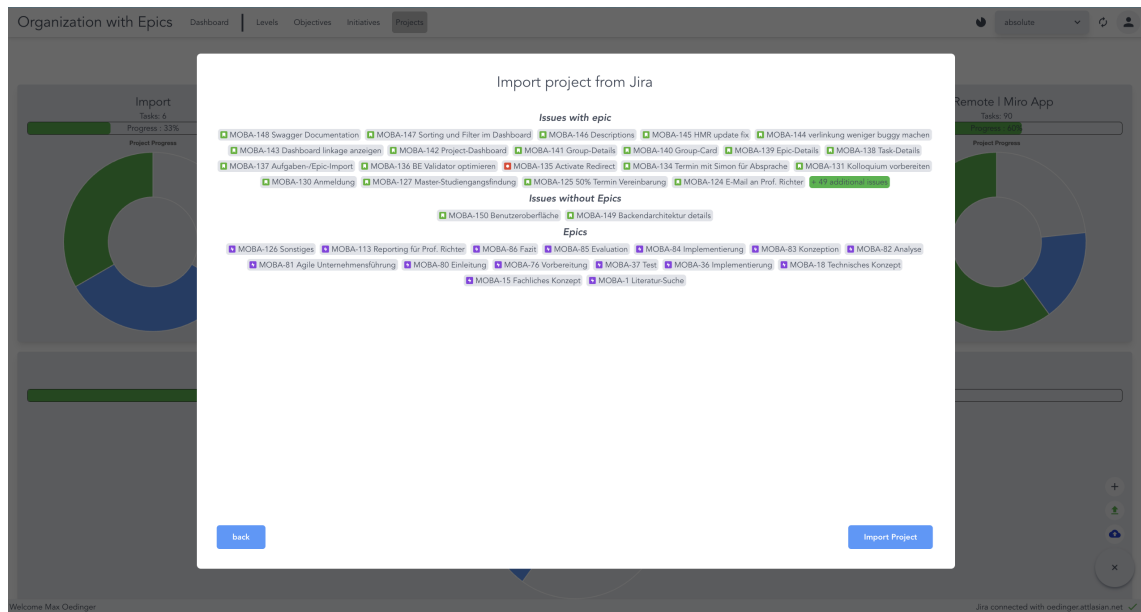 Organization with Epics Dashboard Levels Objectives Initiatives Projects absolute
Import project from Jira
Import
Tasks: 6
Progress : 33%
Project Progress
Remote | Miro App
Tasks: 90
Progress : 60%
Project Progress
Issues with epic
MOBA-148 Swagger Documentation MOBA-147 Sorting und Filter im Dashboard MOBA-146 Descriptions MOBA-145 HMR update fix MOBA-144 verlinkung weniger buggy machen
MOBA-143 Dashboard linkage anzeigen MOBA-142 Project-Dashboard MOBA-141 Group-Details MOBA-140 Group-Card MOBA-139 Epic-Details MOBA-138 Task-Details
MOBA-137 Aufgaben-/Epic-Import MOBA-136 BE Validator optimieren MOBA-135 Activate Redirect MOBA-134 Termin mit Simon für Absprache MOBA-131 Kolloquium vorbereiten
MOBA-130 Anmeldung MOBA-127 Master-Studiengangsfindung MOBA-125 50% Termin Vereinbarung MOBA-124 E-Mail an Prof. Richter + 49 additional issues
Issues without Epics
MOBA-150 Benutzeroberfläche MOBA-149 Backendarchitektur details
Epics
MOBA-126 Sonstiges MOBA-113 Reporting für Prof. Richter MOBA-86 Fazit MOBA-85 Evaluation MOBA-84 Implementierung MOBA-83 Konzeption MOBA-82 Analyse
MOBA-81 Agile Unternehmensführung MOBA-80 Einleitung MOBA-76 Vorbereitung MOBA-37 Test MOBA-36 Implementierung MOBA-18 Technisches Konzept
MOBA-15 Fachliches Konzept MOBA-1 Literatur-Suche
back Import Project
Welcome Max Oedinger Jira connected with oedinger.attlasian.net